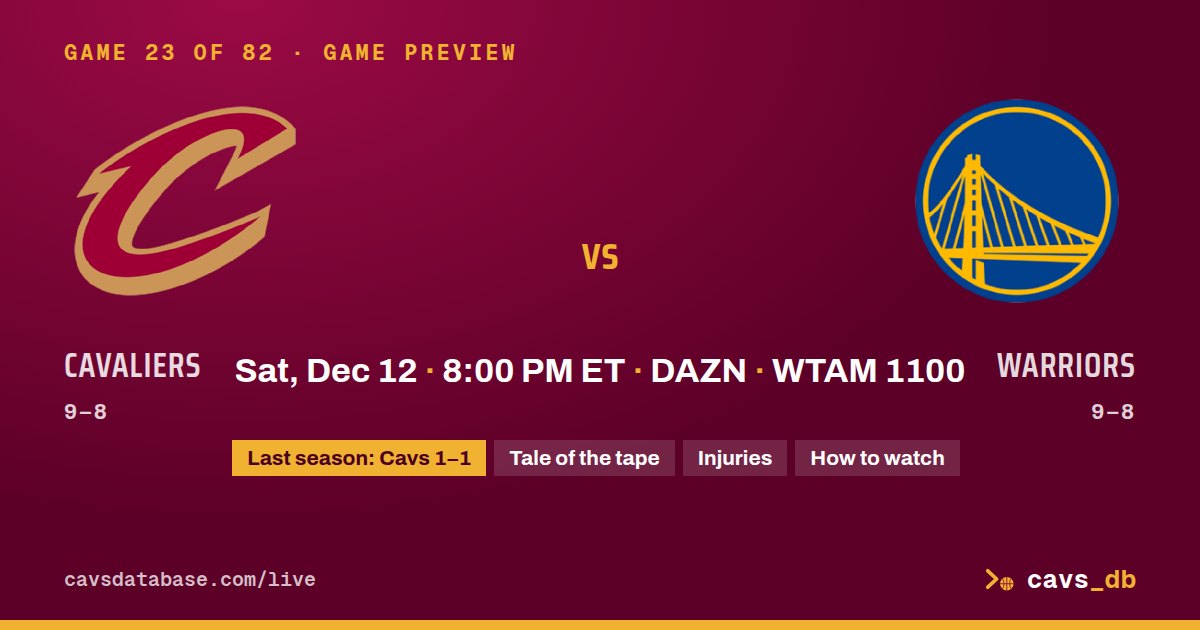 GAME 23 OF 82 · GAME PREVIEW
VS
CAVALIERS
Sat, Dec 12 · 8:00 PM ET · DAZN · WTAM 1100
WARRIORS
9–8
9–8
Last season: Cavs 1–1
Tale of the tape
Injuries
How to watch
cavsdatabase.com/live
cavs_db